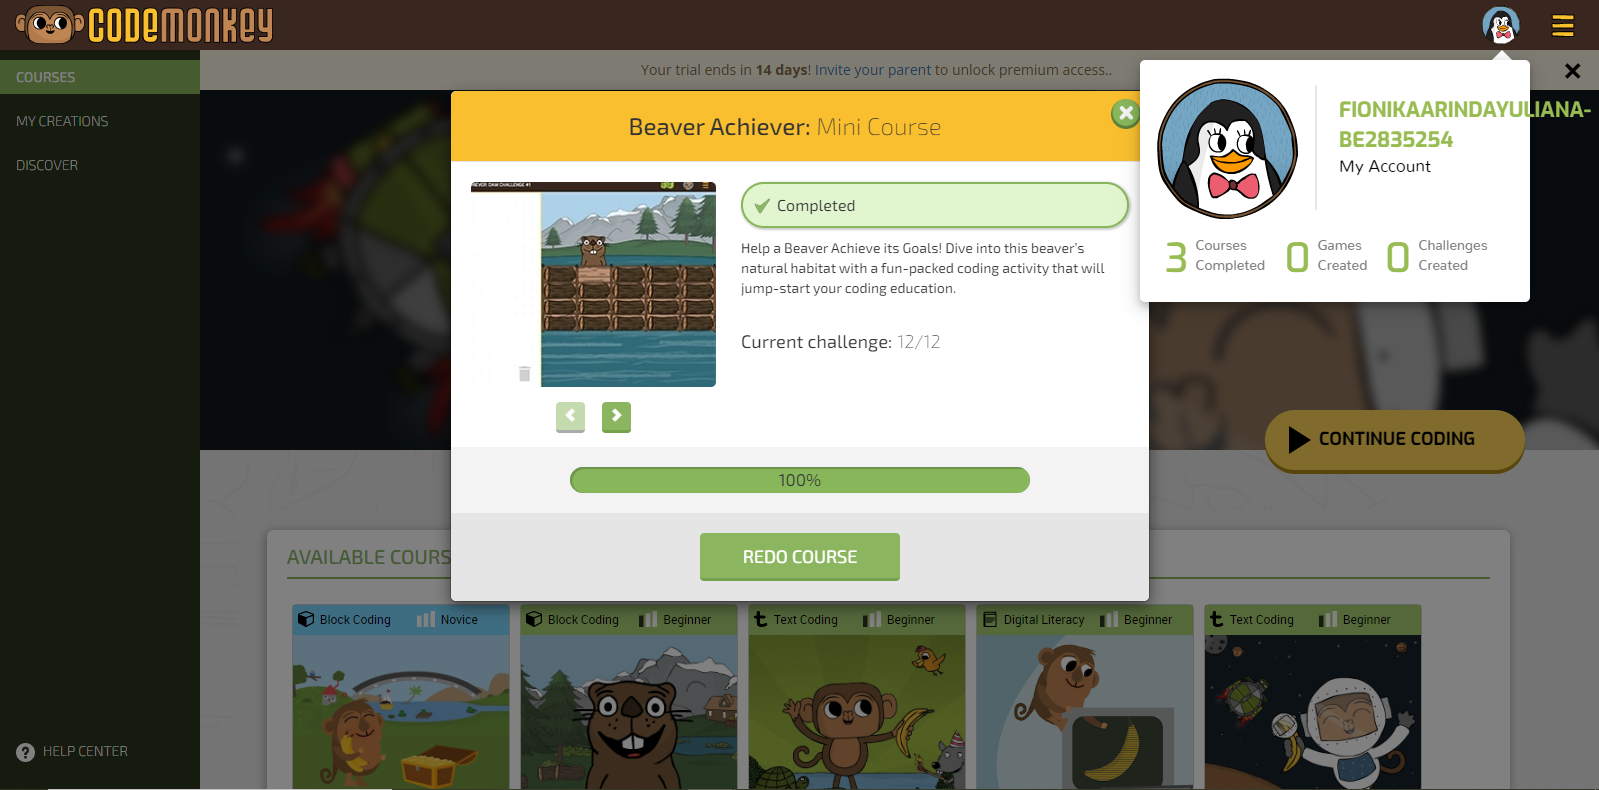 CODEMONKEY
COURSES
MY CREATIONS
DISCOVER
HELP CENTER
Your trial ends in 14 days! Invite your parent to unlock premium access..
FIONIKAARINDAYULIANA-
BE2835254
My Account
3 Courses Completed
0 Games Created
0 Challenges Created
Beaver Achiever: Mini Course
DAM CHALLENGE #1
Completed
Help a Beaver Achieve its Goals! Dive into this beaver's
natural habitat with a fun-packed coding activity that will
jump-start your coding education.
Current challenge: 12/12
100%
REDO COURSE
CONTINUE CODING
AVAILABLE COURS
Block Coding Novice
Block Coding Beginner
Text Coding Beginner
Digital Literacy Beginner
Text Coding Beginner